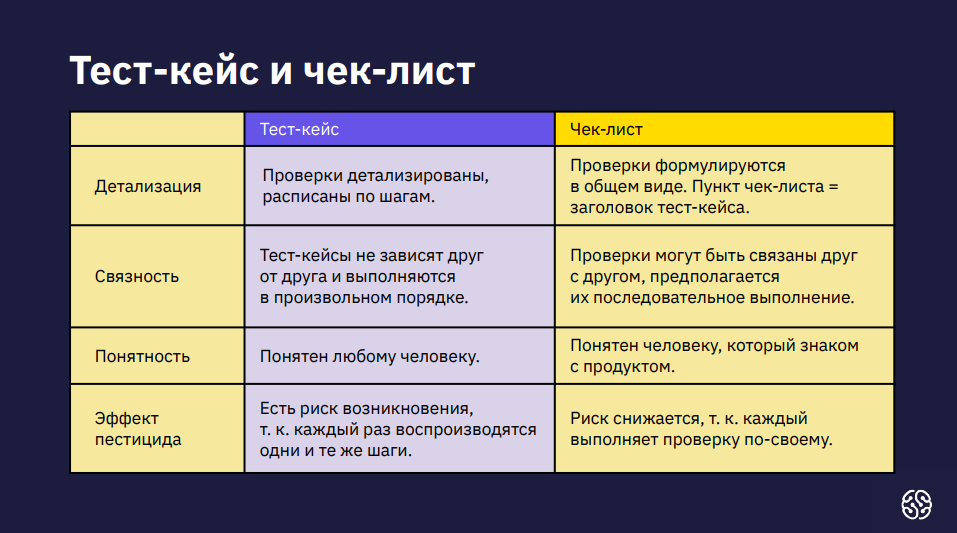 Тест-кейс и чек-лист
Тест-кейс
Чек-лист
Детализация
Проверки детализированы,
расписаны по шагам.
Проверки формулируются
в общем виде. Пункт чек-листа =
заголовок тест-кейса.
Связность
Тест-кейсы не зависят друг
от друга и выполняются
в произвольном порядке.
Проверки могут быть связаны друг
с другом, предполагается
их последовательное выполнение.
Понятность
Понятен любому человеку.
Понятен человеку, который знаком
с продуктом.
Эффект
пестицида
Есть риск возникновения,
т. к. каждый раз воспроизводятся
одни и те же шаги.
Риск снижается, т. к. каждый
выполняет проверку по-своему.